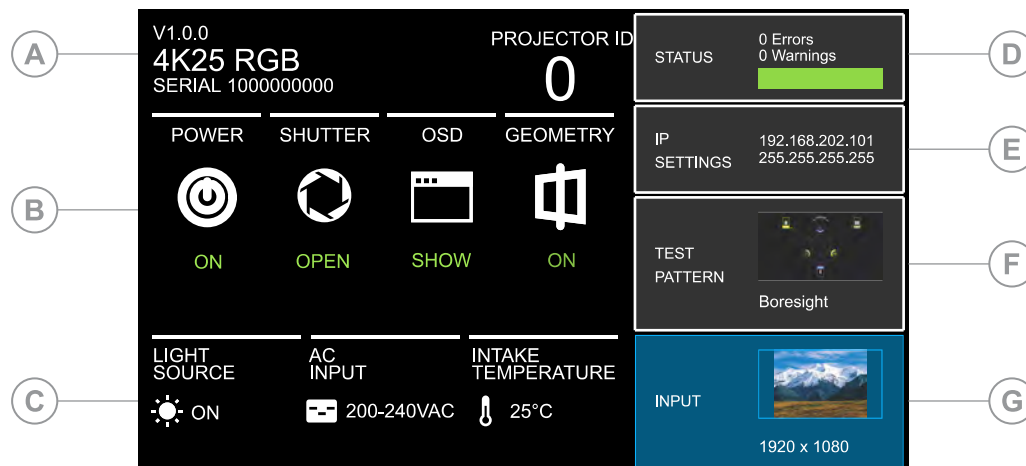 A
V1.0.0
4K25 RGB
SERIAL 1000000000
PROJECTOR ID
0
B
POWER
ON
SHUTTER
OPEN
OSD
SHOW
GEOMETRY
ON
C
LIGHT
SOURCE
ON
AC
INPUT
200-240VAC
INTAKE
TEMPERATURE
25°C
D
STATUS
0 Errors
0 Warnings
E
IP
SETTINGS
192.168.202.101
255.255.255.255
F
TEST
PATTERN
Boresight
G
INPUT
1920 x 1080